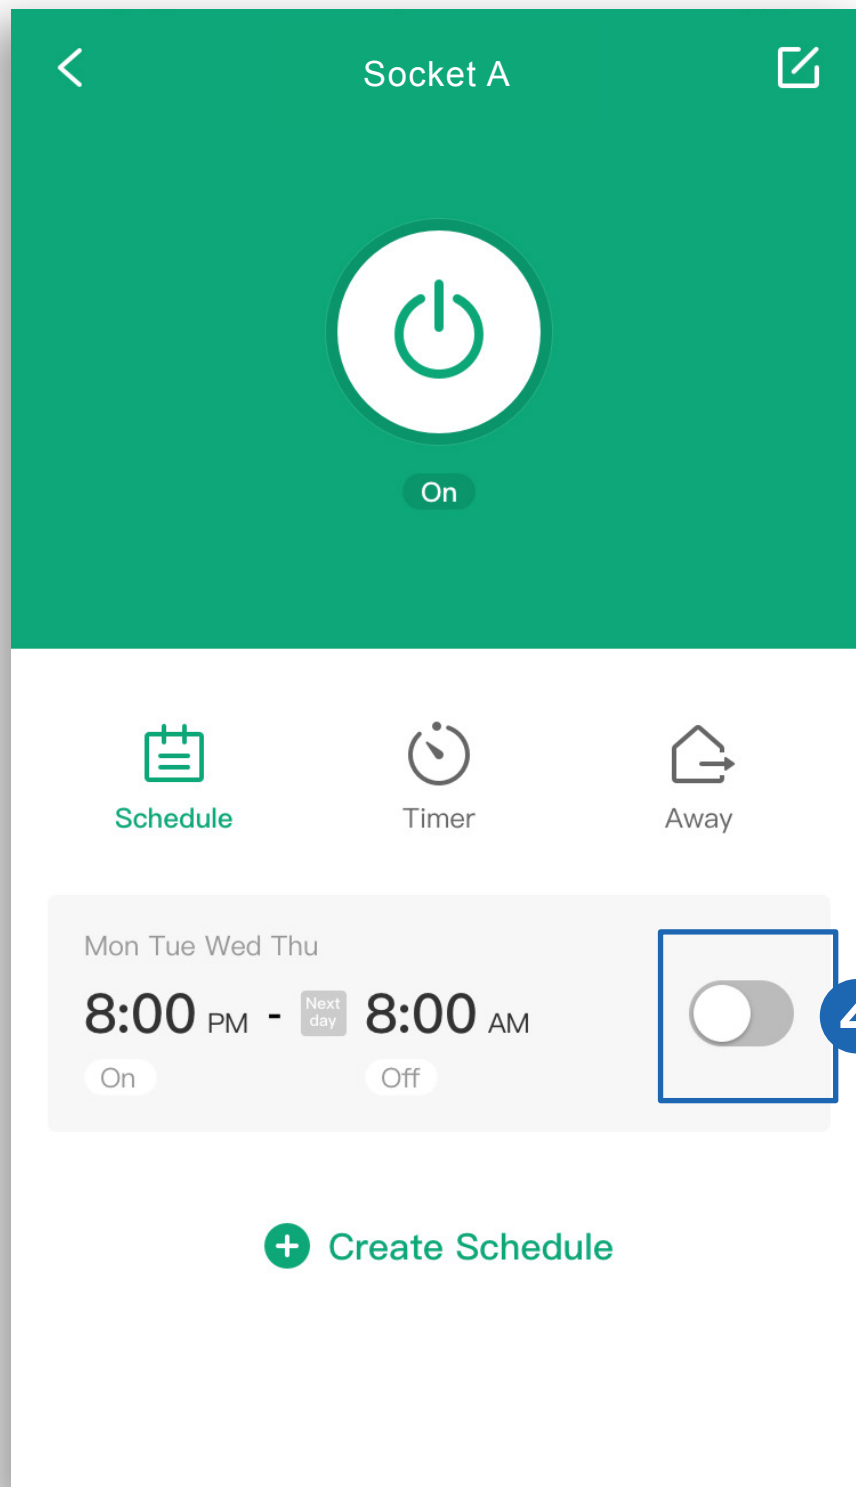 Socket A
On
Schedule Timer Away
Mon Tue Wed Thu
8:00 PM - Next day 8:00 AM
On Off
Create Schedule